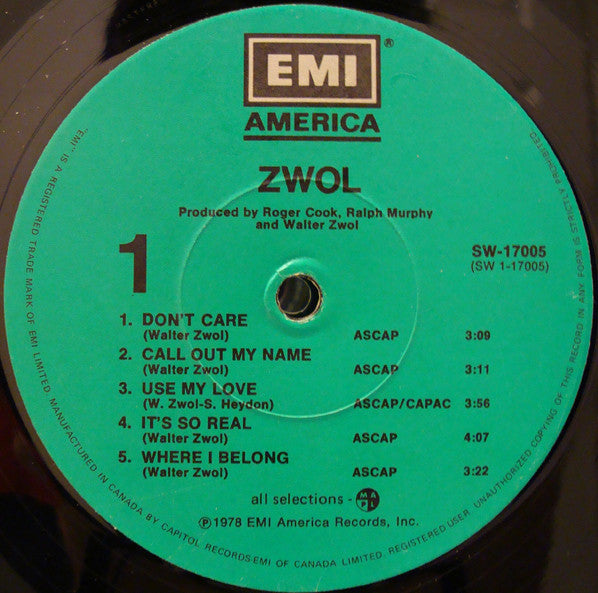 EMI®
AMERICA
ZWOL
Produced by Roger Cook, Ralph Murphy
and Walter Zwol
1
SW-17005
(SW 1-17005)
1. DON'T CARE
(Walter Zwol) ASCAP 3:09
2. CALL OUT MY NAME
(Walter Zwol) ASCAP 3:11
3. USE MY LOVE
(W. Zwol-S. Heydon) ASCAP/CAPAC 3:56
4. IT'S SO REAL
(Walter Zwol) ASCAP 4:07
5. WHERE I BELONG
(Walter Zwol) ASCAP 3:22
all selections - MAPL
Ⓟ1978 EMI America Records, Inc.
"EMI" IS A REGISTERED TRADE MARK OF EMI LIMITED. MANUFACTURED IN CANADA BY CAPITOL RECORDS-EMI OF CANADA LIMITED. REGISTERED USER. UNAUTHORIZED COPYING OF THIS RECORD IN ANY FORM IS STRICTLY PROHIBITED